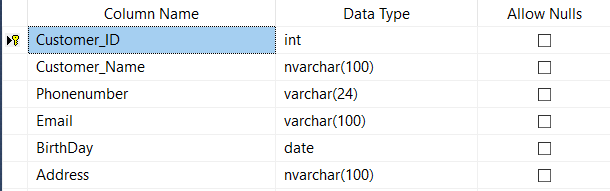 Column Name Data Type Allow Nulls
Customer_ID int
Customer_Name nvarchar(100)
Phonenumber varchar(24)
Email varchar(100)
BirthDay date
Address nvarchar(100)